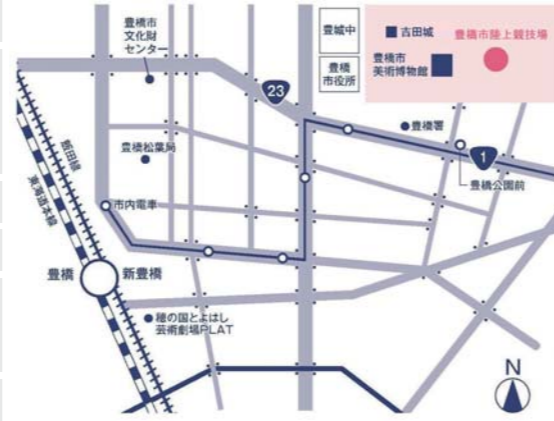 豊橋市
文化財
センター
豊城中
豊橋
市役所
吉田城
豊橋市陸上競技場
豊橋市
美術博物館
23
豊橋署
1
豊橋公園前
飯田線
東海道本線
豊橋松葉局
市内電車
豊橋
新豊橋
穂の国とよはし
芸術劇場PLAT
N